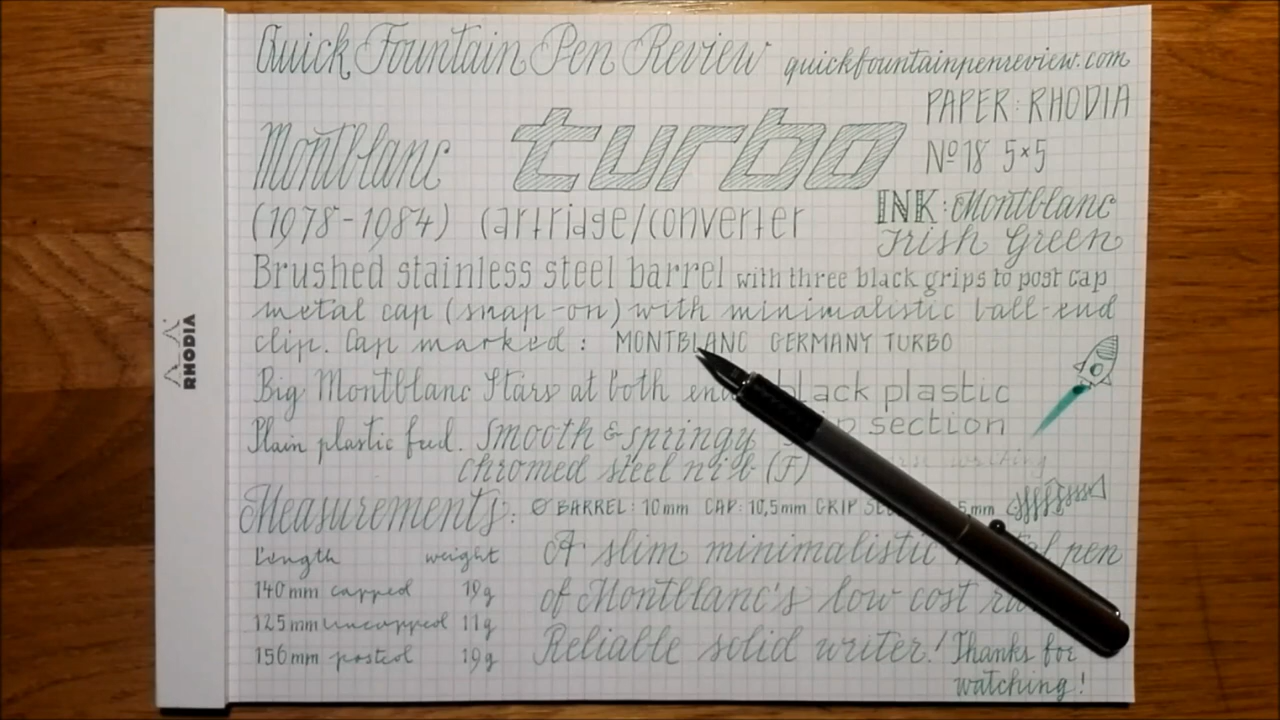 Quick Fountain Pen Review quickfountainpenreview.com
PAPER: RHODIA
Nº18 5×5
Montblanc turbo
INK: Montblanc
Irish Green
(1978-1984) Cartridge/converter
Brushed stainless steel barrel with three black grips to post cap
metal cap (snap-on) with minimalistic ball-end
clip. Cap marked: MONTBLANC GERMANY TURBO
Big Montblanc Stars at both black plastic
section
Plain plastic feed. Smooth & springy
chromed steel nib (F) writing
Measurements: Ø BARREL: 10mm CAP: 10,5mm GRIP
Length weight
140mm capped 19g
125mm uncapped 11g
156mm posted 19g
A slim minimalistic pen
of Montblanc's low cost
Reliable solid writer! Thanks for
watching!
RHODIA